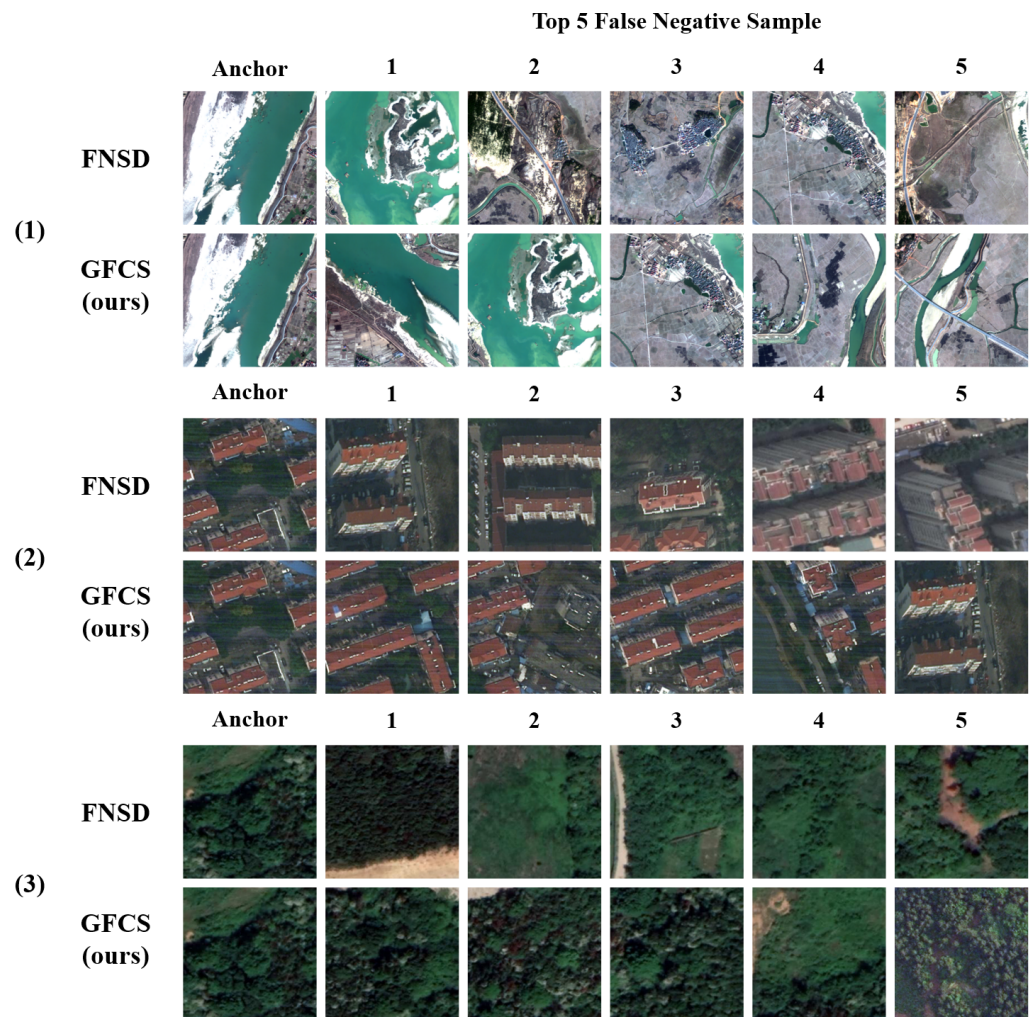 Top 5 False Negative Sample
Anchor 1 2 3 4 5
FNSD
(1)
GFCS
(ours)
Anchor 1 2 3 4 5
FNSD
(2)
GFCS
(ours)
Anchor 1 2 3 4 5
FNSD
(3)
GFCS
(ours)